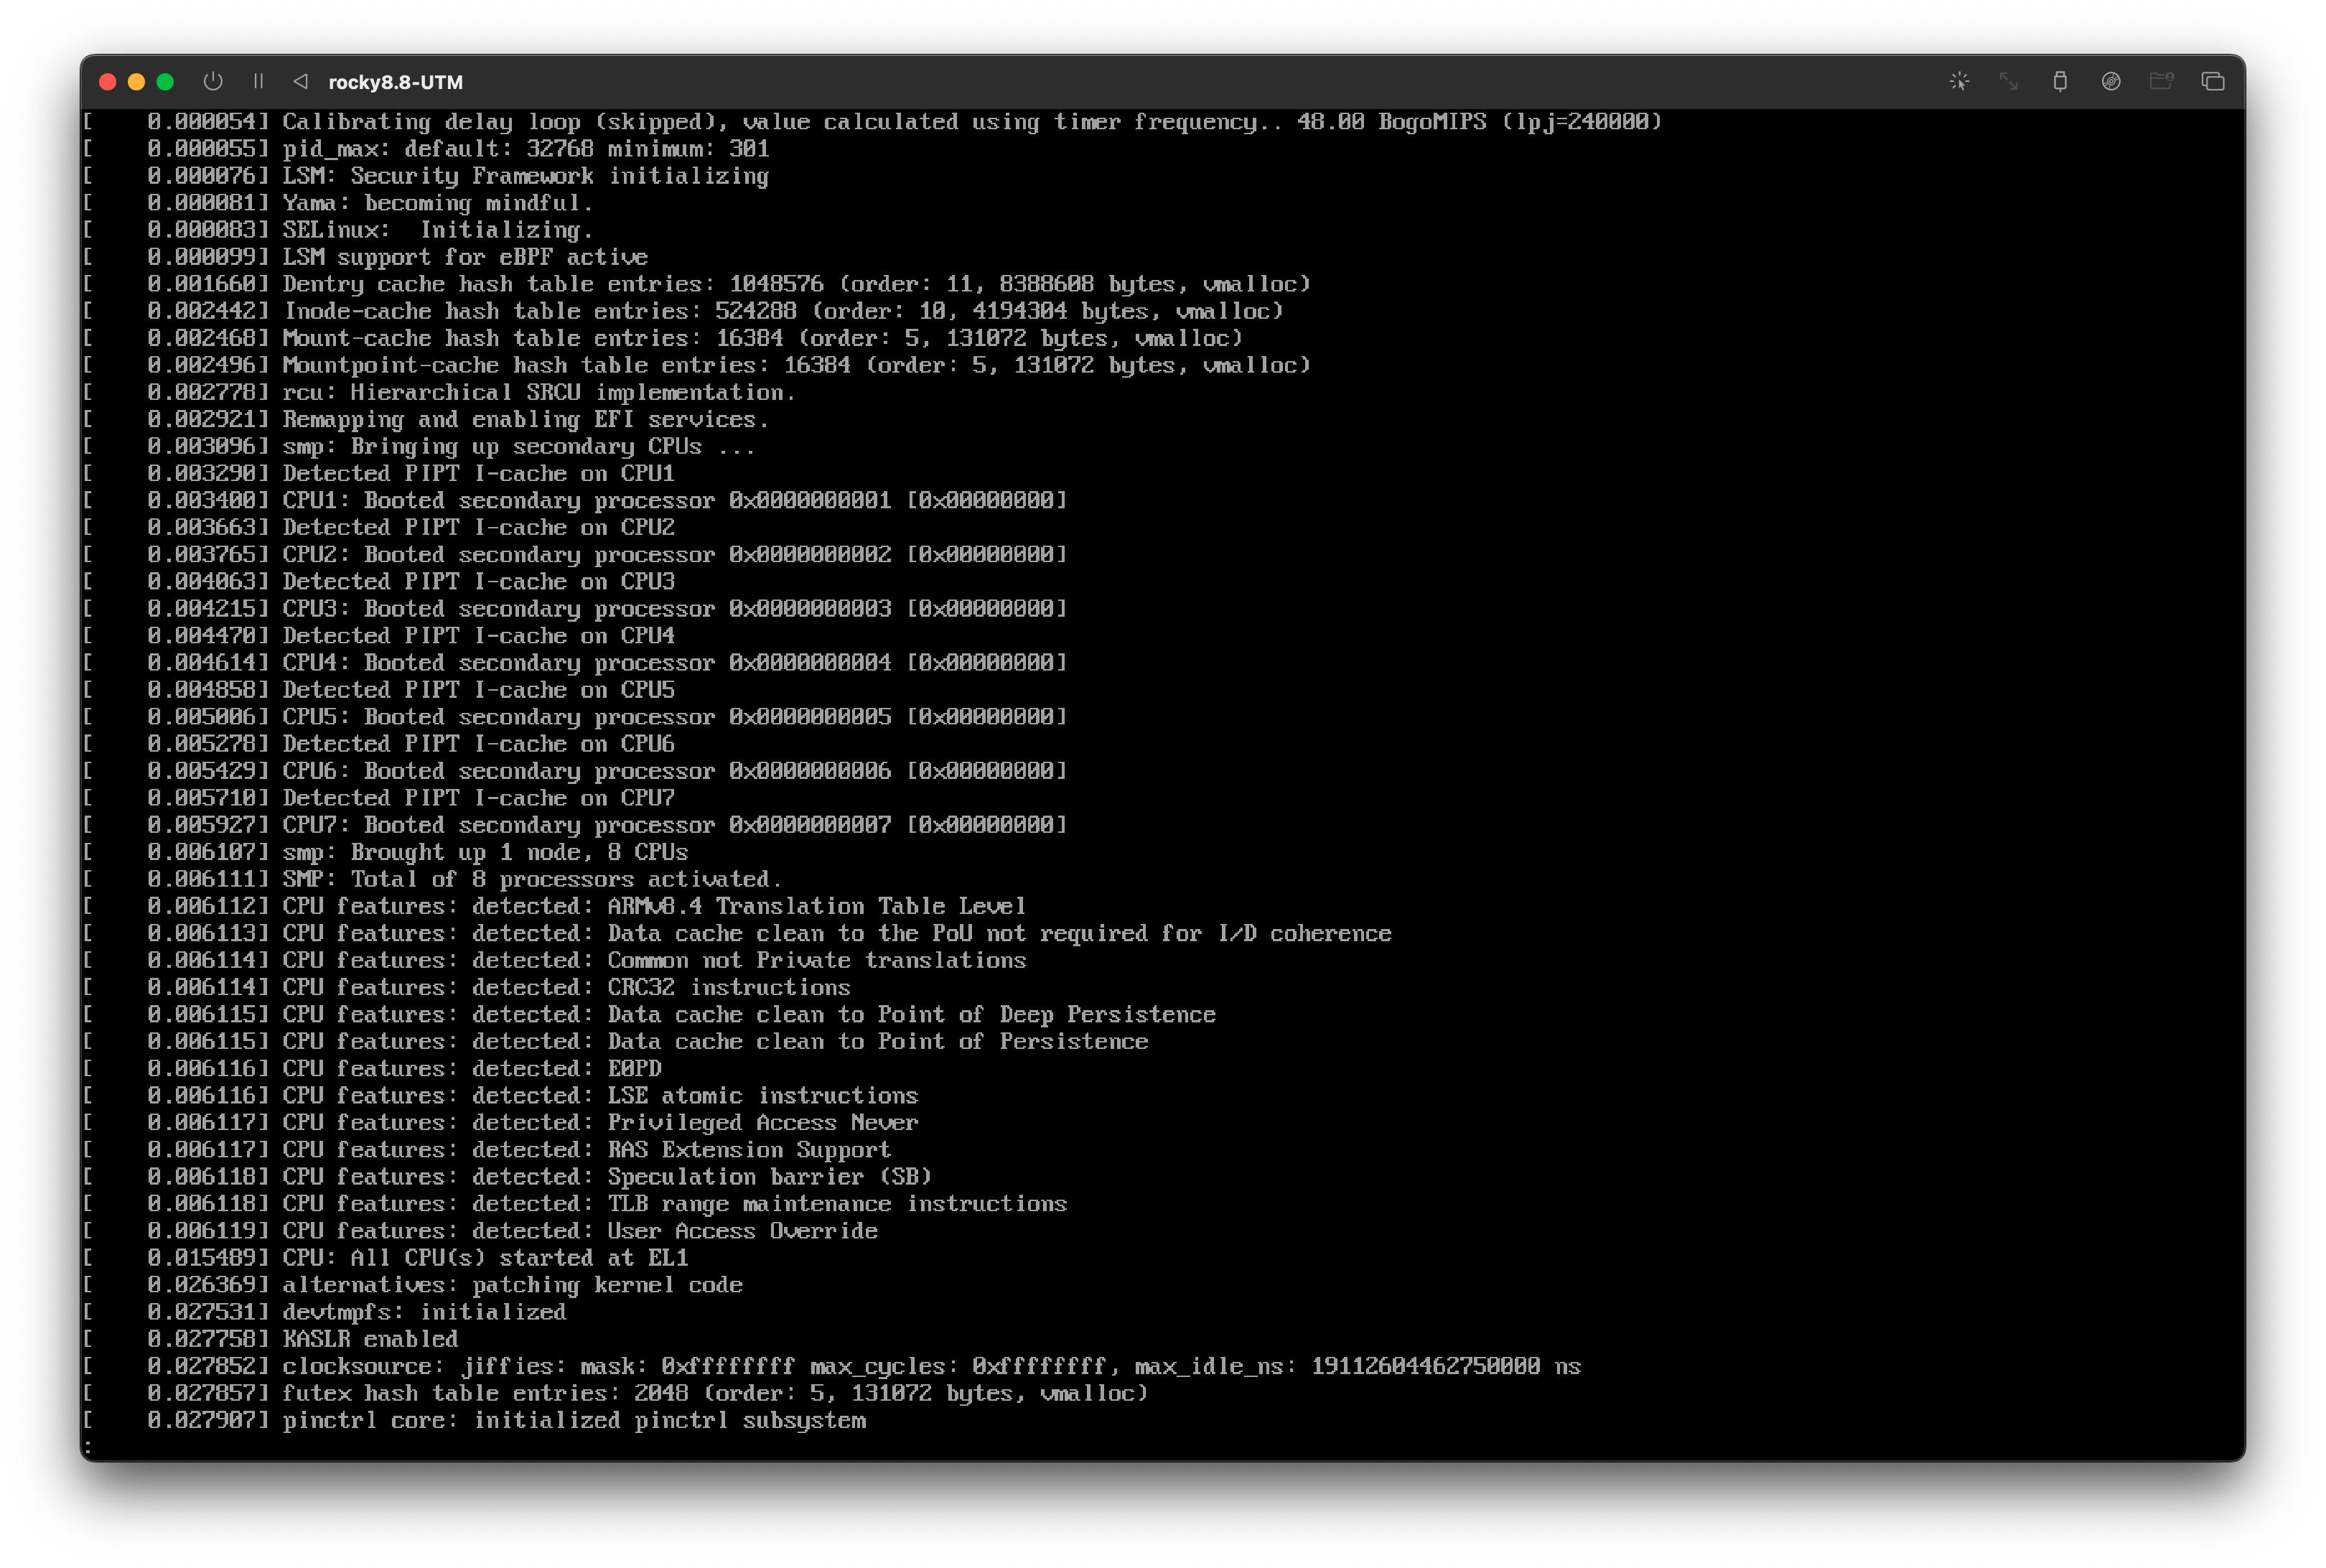 rocky8.8-UTM
[    0.000054] Calibrating delay loop (skipped), value calculated using timer frequency.. 48.00 BogoMIPS (lpj=240000)
[    0.000055] pid_max: default: 32768 minimum: 301
[    0.000076] LSM: Security Framework initializing
[    0.000081] Yama: becoming mindful.
[    0.000083] SELinux:  Initializing.
[    0.000099] LSM support for eBPF active
[    0.001660] Dentry cache hash table entries: 1048576 (order: 11, 8388608 bytes, vmalloc)
[    0.002442] Inode-cache hash table entries: 524288 (order: 10, 4194304 bytes, vmalloc)
[    0.002468] Mount-cache hash table entries: 16384 (order: 5, 131072 bytes, vmalloc)
[    0.002496] Mountpoint-cache hash table entries: 16384 (order: 5, 131072 bytes, vmalloc)
[    0.002778] rcu: Hierarchical SRCU implementation.
[    0.002921] Remapping and enabling EFI services.
[    0.003096] smp: Bringing up secondary CPUs ...
[    0.003290] Detected PIPT I-cache on CPU1
[    0.003400] CPU1: Booted secondary processor 0x0000000001 [0x00000000]
[    0.003663] Detected PIPT I-cache on CPU2
[    0.003765] CPU2: Booted secondary processor 0x0000000002 [0x00000000]
[    0.004063] Detected PIPT I-cache on CPU3
[    0.004215] CPU3: Booted secondary processor 0x0000000003 [0x00000000]
[    0.004470] Detected PIPT I-cache on CPU4
[    0.004614] CPU4: Booted secondary processor 0x0000000004 [0x00000000]
[    0.004858] Detected PIPT I-cache on CPU5
[    0.005006] CPU5: Booted secondary processor 0x0000000005 [0x00000000]
[    0.005278] Detected PIPT I-cache on CPU6
[    0.005429] CPU6: Booted secondary processor 0x0000000006 [0x00000000]
[    0.005710] Detected PIPT I-cache on CPU7
[    0.005927] CPU7: Booted secondary processor 0x0000000007 [0x00000000]
[    0.006107] smp: Brought up 1 node, 8 CPUs
[    0.006111] SMP: Total of 8 processors activated.
[    0.006112] CPU features: detected: ARMv8.4 Translation Table Level
[    0.006113] CPU features: detected: Data cache clean to the PoU not required for I/D coherence
[    0.006114] CPU features: detected: Common not Private translations
[    0.006114] CPU features: detected: CRC32 instructions
[    0.006115] CPU features: detected: Data cache clean to Point of Deep Persistence
[    0.006115] CPU features: detected: Data cache clean to Point of Persistence
[    0.006116] CPU features: detected: E0PD
[    0.006116] CPU features: detected: LSE atomic instructions
[    0.006117] CPU features: detected: Privileged Access Never
[    0.006117] CPU features: detected: RAS Extension Support
[    0.006118] CPU features: detected: Speculation barrier (SB)
[    0.006118] CPU features: detected: TLB range maintenance instructions
[    0.006119] CPU features: detected: User Access Override
[    0.015489] CPU: All CPU(s) started at EL1
[    0.026369] alternatives: patching kernel code
[    0.027531] devtmpfs: initialized
[    0.027758] KASLR enabled
[    0.027852] clocksource: jiffies: mask: 0xffffffff max_cycles: 0xffffffff, max_idle_ns: 19112604462750000 ns
[    0.027857] futex hash table entries: 2048 (order: 5, 131072 bytes, vmalloc)
[    0.027907] pinctrl core: initialized pinctrl subsystem
: